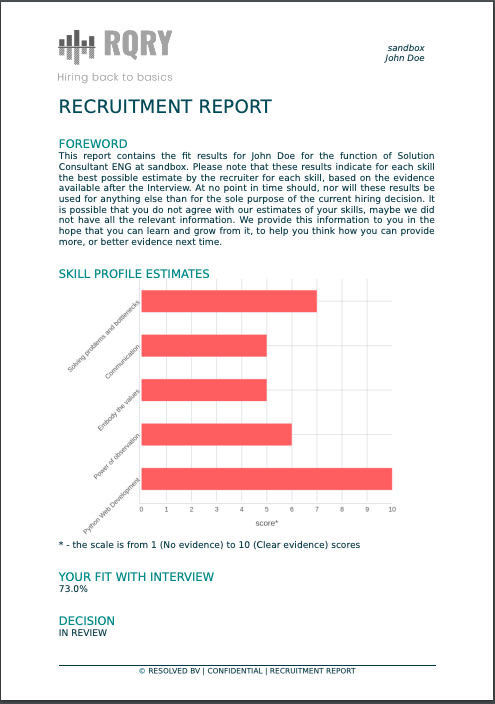 RQRY
Hiring back to basics
sandbox
John Doe
RECRUITMENT REPORT
FOREWORD
This report contains the fit results for John Doe for the function of Solution
Consultant ENG at sandbox. Please note that these results indicate for each skill
the best possible estimate by the recruiter for each skill, based on the evidence
available after the Interview. At no point in time should, nor will these results be
used for anything else than for the sole purpose of the current hiring decision. It
is possible that you do not agree with our estimates of your skills, maybe we did
not have all the relevant information. We provide this information to you in the
hope that you can learn and grow from it, to help you think how you can provide
more, or better evidence next time.
SKILL PROFILE ESTIMATES
Solving problems and bottlenecks
Communication
Embody the values
Power of observation
Python Web Development
0 1 2 3 4 5 6 7 8 9 10
score*
* - the scale is from 1 (No evidence) to 10 (Clear evidence) scores
YOUR FIT WITH INTERVIEW
73.0%
DECISION
IN REVIEW
© RESOLVED BV | CONFIDENTIAL | RECRUITMENT REPORT